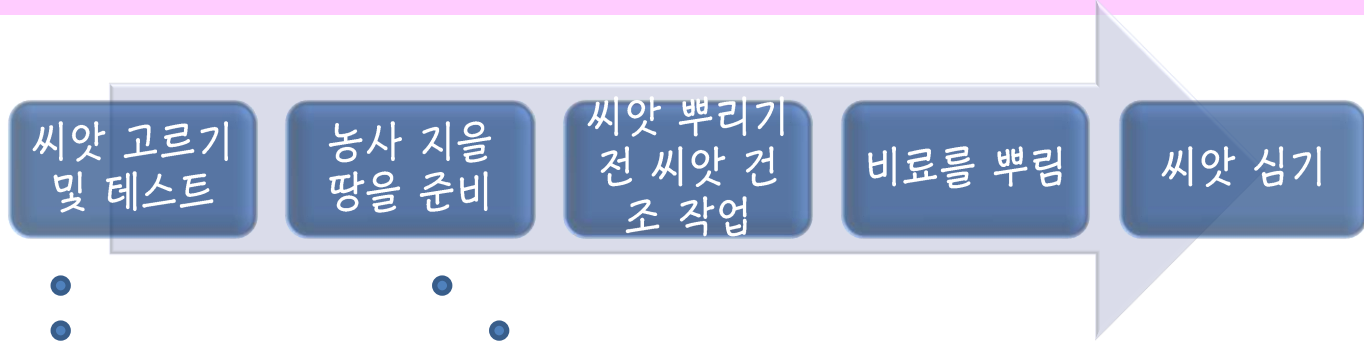 씨앗 고르기
및 테스트
농사 지을
땅을 준비
씨앗 뿌리기
전 씨앗 건
조 작업
비료를 뿌림
씨앗 심기